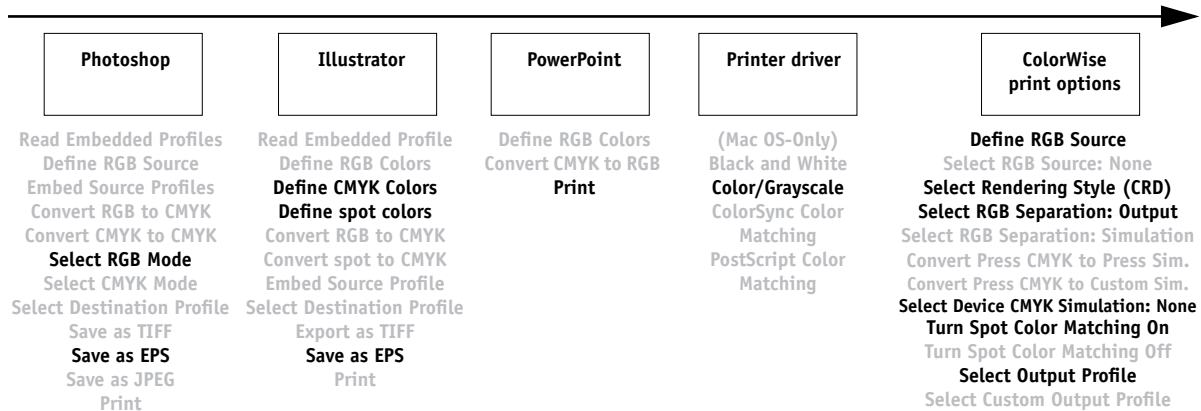 Photoshop
Read Embedded Profiles
Define RGB Source
Embed Source Profiles
Convert RGB to CMYK
Convert CMYK to CMYK
Select RGB Mode
Select CMYK Mode
Select Destination Profile
Save as TIFF
Save as EPS
Save as JPEG
Print
Illustrator
Read Embedded Profile
Define RGB Colors
Define CMYK Colors
Define spot colors
Convert RGB to CMYK
Convert spot to CMYK
Embed Source Profile
Select Destination Profile
Export as TIFF
Save as EPS
Print
PowerPoint
Define RGB Colors
Convert CMYK to RGB
Print
Printer driver
(Mac OS-Only)
Black and White
Color/Grayscale
ColorSync Color
Matching
PostScript Color
Matching
ColorWise
print options
Define RGB Source
Select RGB Source: None
Select Rendering Style (CRD)
Select RGB Separation: Output
Select RGB Separation: Simulation
Convert Press CMYK to Press Sim.
Convert Press CMYK to Custom Sim.
Select Device CMYK Simulation: None
Turn Spot Color Matching On
Turn Spot Color Matching Off
Select Output Profile
Select Custom Output Profile